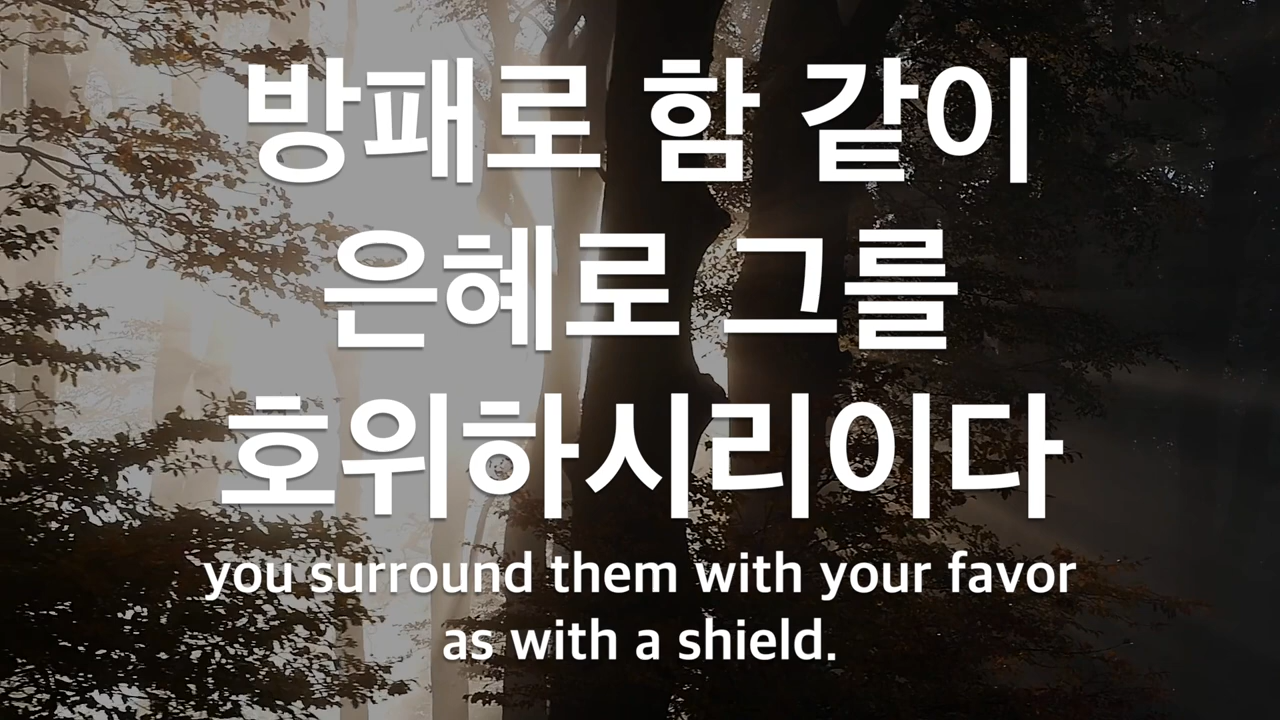 방패로 함 같이
은혜로 그를
호위하시리이다
you surround them with your favor
as with a shield.